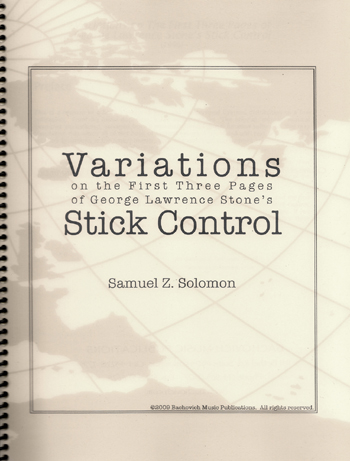 Variations
on the First Three Pages
of George Lawrence Stone's
Stick Control
Samuel Z. Solomon
©2009 Bachovich Music Publications. All rights reserved.